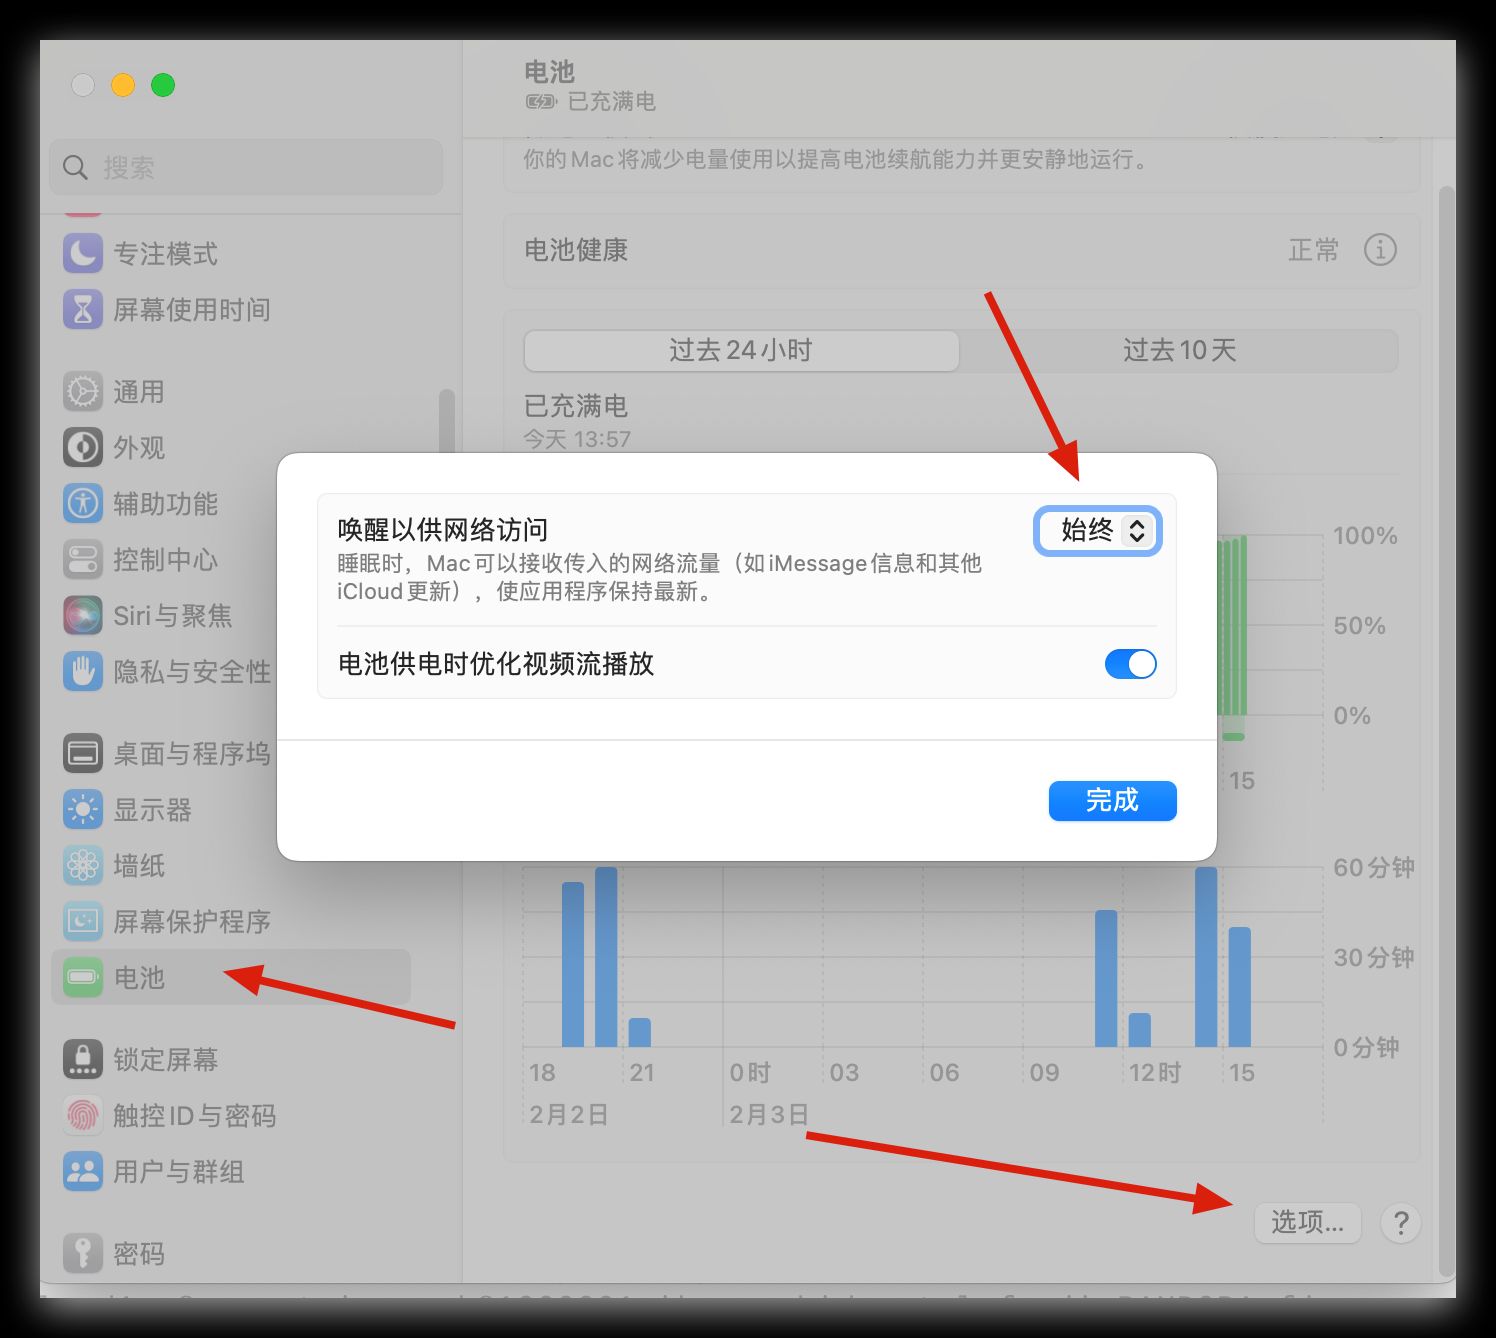 电池
已充满电
搜索
你的Mac将减少电量使用以提高电池续航能力并更安静地运行。
专注模式
屏幕使用时间
通用
外观
辅助功能
控制中心
Siri与聚焦
隐私与安全性
桌面与程序坞
显示器
墙纸
屏幕保护程序
电池
锁定屏幕
触控ID与密码
用户与群组
密码
电池健康
正常
过去24小时
过去10天
已充满电
今天 13:57
唤醒以供网络访问
始终
睡眠时，Mac可以接收传入的网络流量（如iMessage信息和其他
iCloud更新），使应用程序保持最新。
电池供电时优化视频流播放
完成
100%
50%
0%
15
60分钟
30分钟
0分钟
18
21
0时
03
06
09
12时
15
2月2日
2月3日
选项...
?